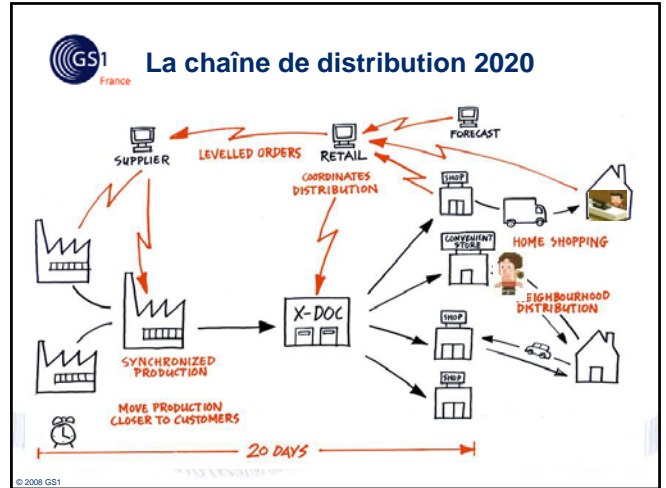 GS1
France
La chaîne de distribution 2020
SUPPLIER
LEVELLED ORDERS
RETAIL
FORECAST
COORDINATES
DISTRIBUTION
SHOP
CONVENIENT
STORE
HOME SHOPPING
NEIGHBOURHOOD
DISTRIBUTION
X-DOC
SHOP
SHOP
SYNCHRONIZED
PRODUCTION
MOVE PRODUCTION
CLOSER TO CUSTOMERS
20 DAYS
© 2008 GS1